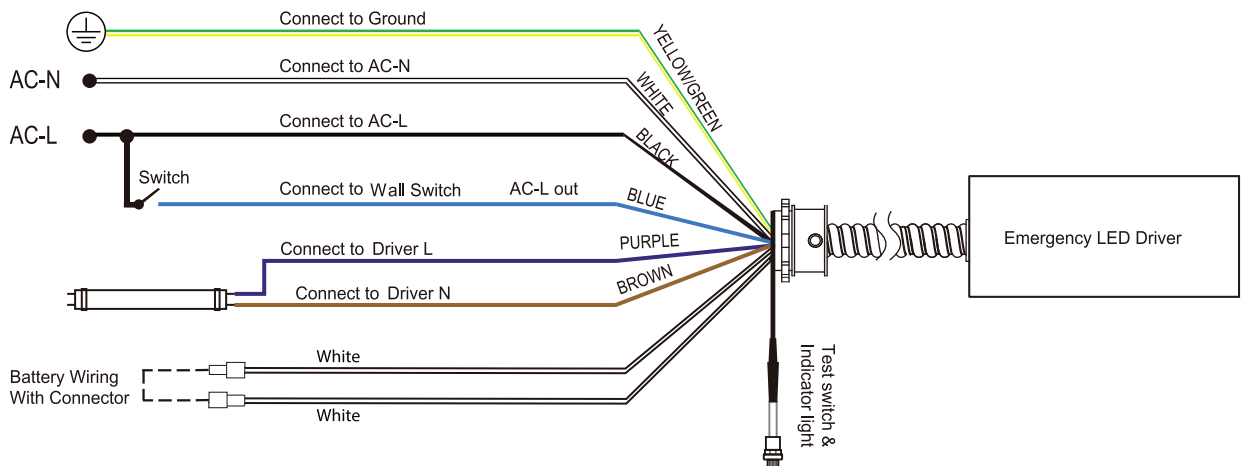 Connect to Ground
YELLOW/GREEN
AC-N
Connect to AC-N
WHITE
AC-L
Connect to AC-L
BLACK
Switch
Connect to Wall Switch
AC-L out
BLUE
Connect to Driver L
PURPLE
Connect to Driver N
BROWN
Emergency LED Driver
White
Battery Wiring
With Connector
White
Test switch &
Indicator light